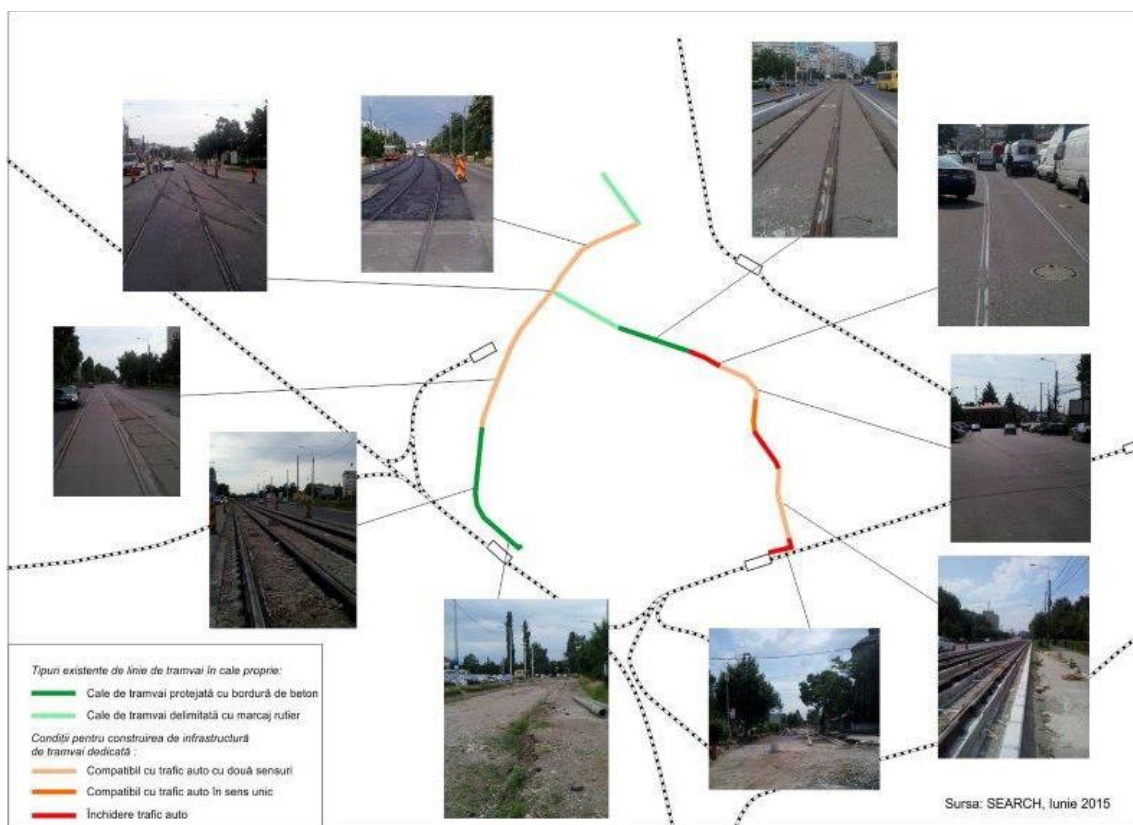 Tipuri existente de linie de tramvai în cale proprie:
Cale de tramvai protejată cu bordură de beton
Cale de tramvai delimitată cu marcaj rutier
Condiții pentru construirea de infrastructură
de tramvai dedicată :
Compatibil cu trafic auto cu două sensuri
Compatibil cu trafic auto în sens unic
Închidere trafic auto
Sursa: SEARCH, Iunie 2015